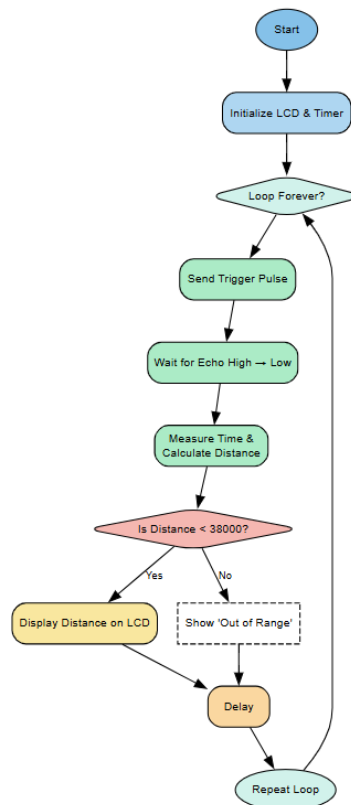 Start
Initialize LCD & Timer
Loop Forever?
Send Trigger Pulse
Wait for Echo High → Low
Measure Time &
Calculate Distance
Is Distance < 38000?
Yes
No
Display Distance on LCD
Show 'Out of Range'
Delay
Repeat Loop